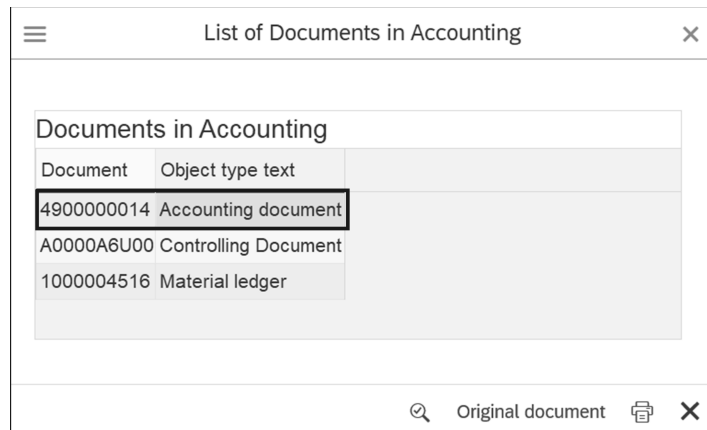 List of Documents in Accounting
Documents in Accounting
Document Object type text
4900000014 Accounting document
A0000A6U00 Controlling Document
1000004516 Material ledger
Original document